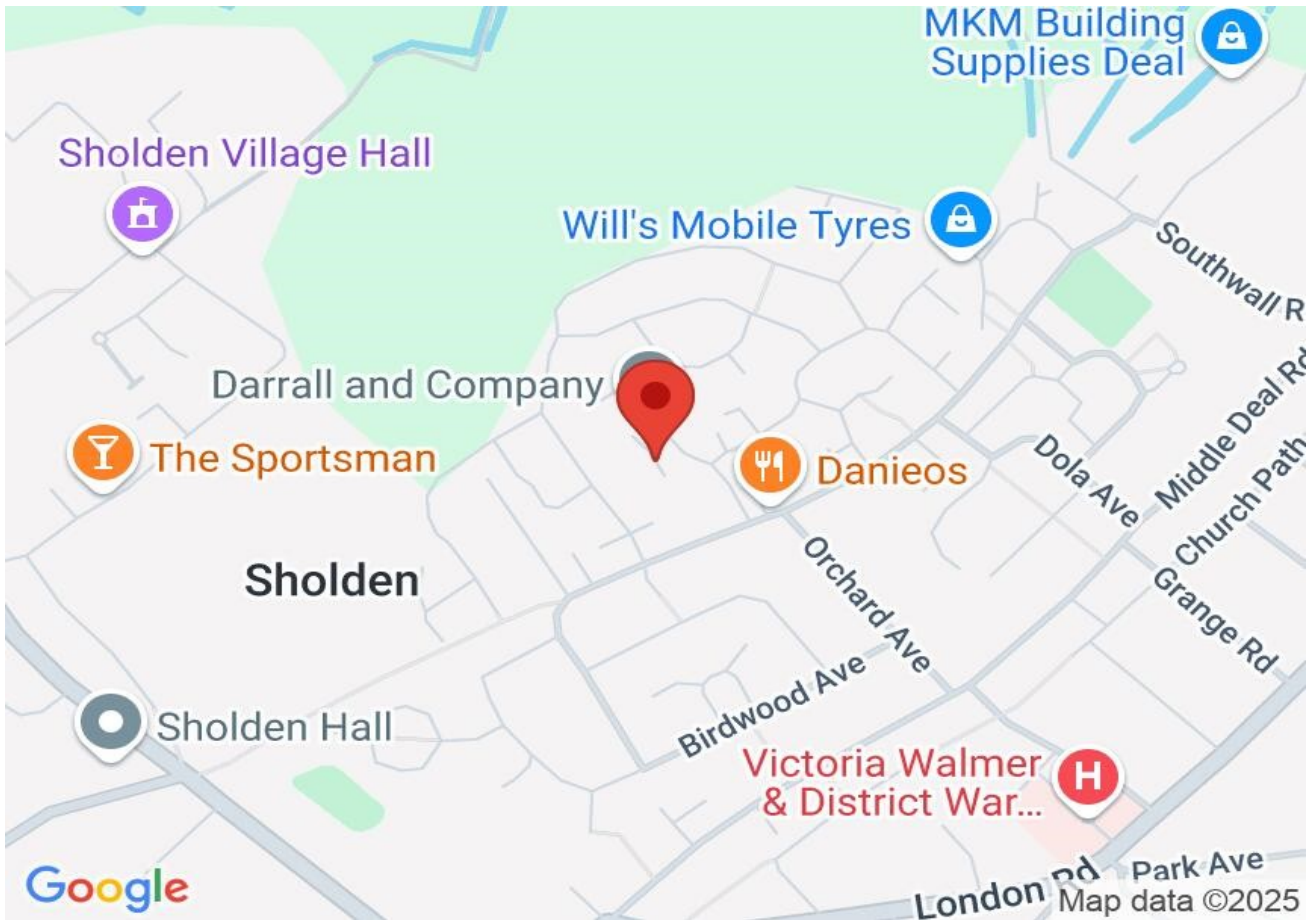 MKM Building
Supplies Deal
Sholden Village Hall
Will's Mobile Tyres
Southwall R
Darrall and Company
Middle Deal Rd
The Sportsman
Danieos
Dola Ave
Church Path
Sholden
Orchard Ave
Grange Rd
Birdwood Ave
Sholden Hall
Victoria Walmer
& District War...
H
Google
London Rd
Park Ave
Map data ©2025